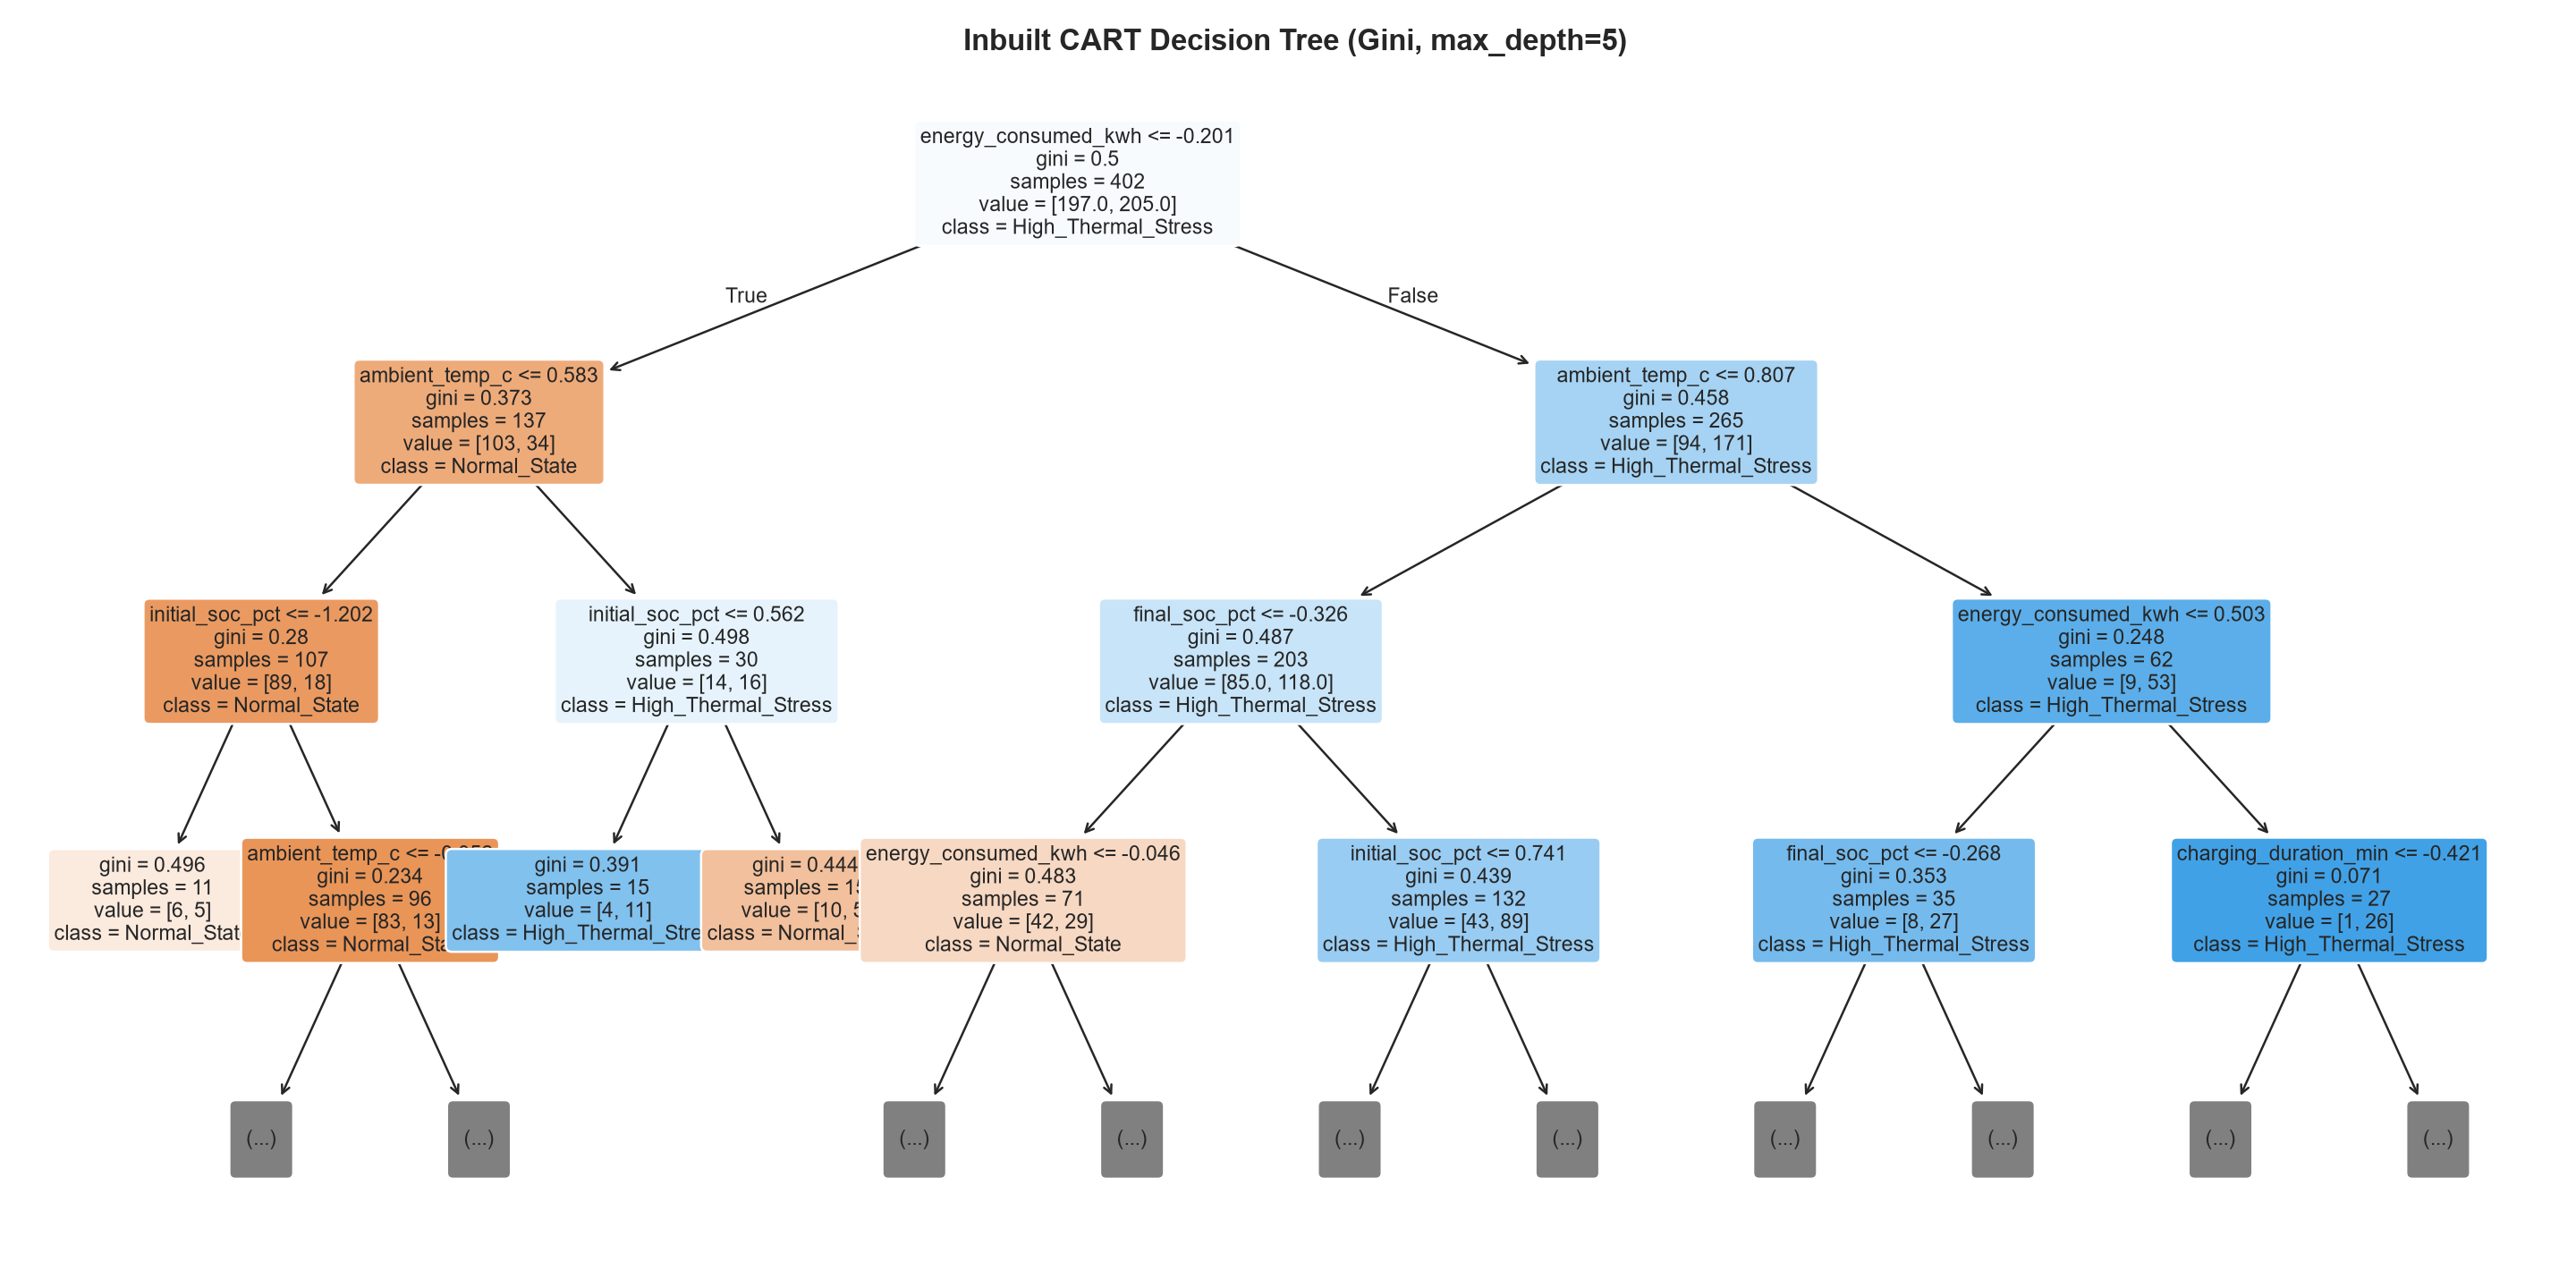 Inbuilt CART Decision Tree (Gini, max_depth=5)
energy_consumed_kwh <= -0.201
gini = 0.5
samples = 402
value = [197.0, 205.0]
class = High_Thermal_Stress
True
False
ambient_temp_c <= 0.583
gini = 0.373
samples = 137
value = [103, 34]
class = Normal_State
ambient_temp_c <= 0.807
gini = 0.458
samples = 265
value = [94, 171]
class = High_Thermal_Stress
initial_soc_pct <= -1.202
gini = 0.28
samples = 107
value = [89, 18]
class = Normal_State
initial_soc_pct <= 0.562
gini = 0.498
samples = 30
value = [14, 16]
class = High_Thermal_Stress
final_soc_pct <= -0.326
gini = 0.487
samples = 203
value = [85.0, 118.0]
class = High_Thermal_Stress
energy_consumed_kwh <= 0.503
gini = 0.248
samples = 62
value = [9, 53]
class = High_Thermal_Stress
gini = 0.496
samples = 11
value = [6, 5]
class =
ambient_temp_c <=
gini = 0.234
samples = 96
value = [83, 13]
class =
gini = 0.391
samples = 15
value = [4, 11]
class =
gini = 0.444
samples =
value = [10,
class =
energy_consumed_kwh <= -0.046
gini = 0.483
samples = 71
value = [42, 29]
class = Normal_State
initial_soc_pct <= 0.741
gini = 0.439
samples = 132
value = [43, 89]
class = High_Thermal_Stress
final_soc_pct <= -0.268
gini = 0.353
samples = 35
value = [8, 27]
class = High_Thermal_Stress
charging_duration_min <= -0.421
gini = 0.071
samples = 27
value = [1, 26]
class = High_Thermal_Stress
(...)
(...)
(...)
(...)
(...)
(...)
(...)
(...)
(...)
(...)